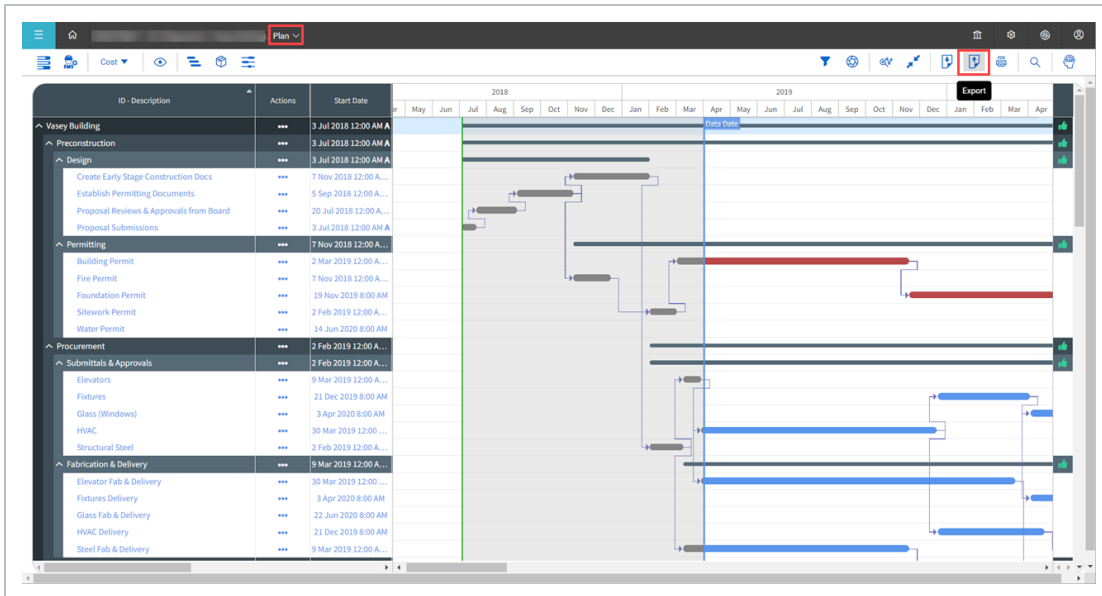 Plan
Cost
Export
ID - Description Actions Start Date
2018 2019
May Jun Jul Aug Sep Oct Nov Dec Jan Feb Mar Apr May Jun Jul Aug Sep Oct Nov Dec Jan Feb Mar Apr
Data Date
Vasey Building ••• 3 Jul 2018 12:00 AM A
Preconstruction ••• 3 Jul 2018 12:00 AM A
Design ••• 3 Jul 2018 12:00 AM A
Create Early Stage Construction Docs ••• 7 Nov 2018 12:00 A...
Establish Permitting Documents ••• 5 Sep 2018 12:00 A...
Proposal Reviews & Approvals from Board ••• 20 Jul 2018 12:00 A...
Proposal Submissions ••• 3 Jul 2018 12:00 AM A
Permitting ••• 7 Nov 2018 12:00 A...
Building Permit ••• 2 Mar 2019 12:00 A...
Fire Permit ••• 7 Nov 2018 12:00 A...
Foundation Permit ••• 19 Nov 2019 8:00 AM
Sitework Permit ••• 2 Feb 2019 12:00 A...
Water Permit ••• 14 Jun 2020 8:00 AM
Procurement ••• 2 Feb 2019 12:00 A...
Submittals & Approvals ••• 2 Feb 2019 12:00 A...
Elevators ••• 9 Mar 2019 12:00 A...
Fixtures ••• 21 Dec 2019 8:00 AM
Glass (Windows) ••• 3 Apr 2020 8:00 AM
HVAC ••• 30 Mar 2019 12:00 ...
Structural Steel ••• 2 Feb 2019 12:00 A...
Fabrication & Delivery ••• 9 Mar 2019 12:00 A...
Elevator Fab & Delivery ••• 30 Mar 2019 12:00 ...
Fixtures Delivery ••• 3 Apr 2020 8:00 AM
Glass Fab & Delivery ••• 22 Jun 2020 8:00 AM
HVAC Delivery ••• 21 Dec 2019 8:00 AM
Steel Fab & Delivery ••• 9 Mar 2019 12:00 A...